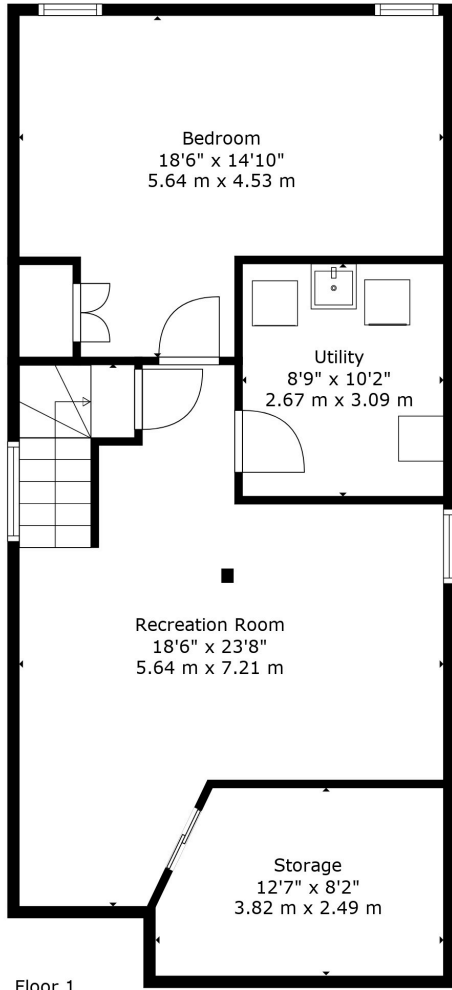 Bedroom
18'6" x 14'10"
5.64 m x 4.53 m
Utility
8'9" x 10'2"
2.67 m x 3.09 m
Recreation Room
18'6" x 23'8"
5.64 m x 7.21 m
Storage
12'7" x 8'2"
3.82 m x 2.49 m
Floor 1